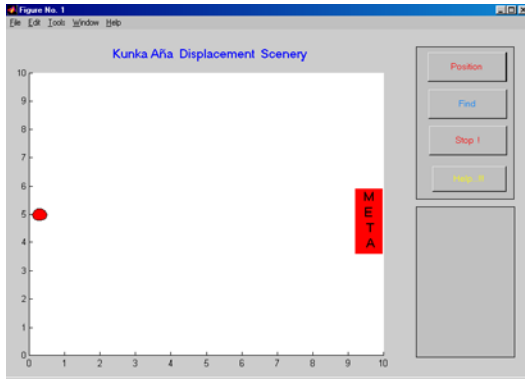 Figure No. 1
File Edit Tools Window Help
Kunka Aña Displacement Scenery
10
9
8
7
6
5
4
3
2
1
0
0 1 2 3 4 5 6 7 8 9 10
M
E
T
A
Position
Find
Stop !